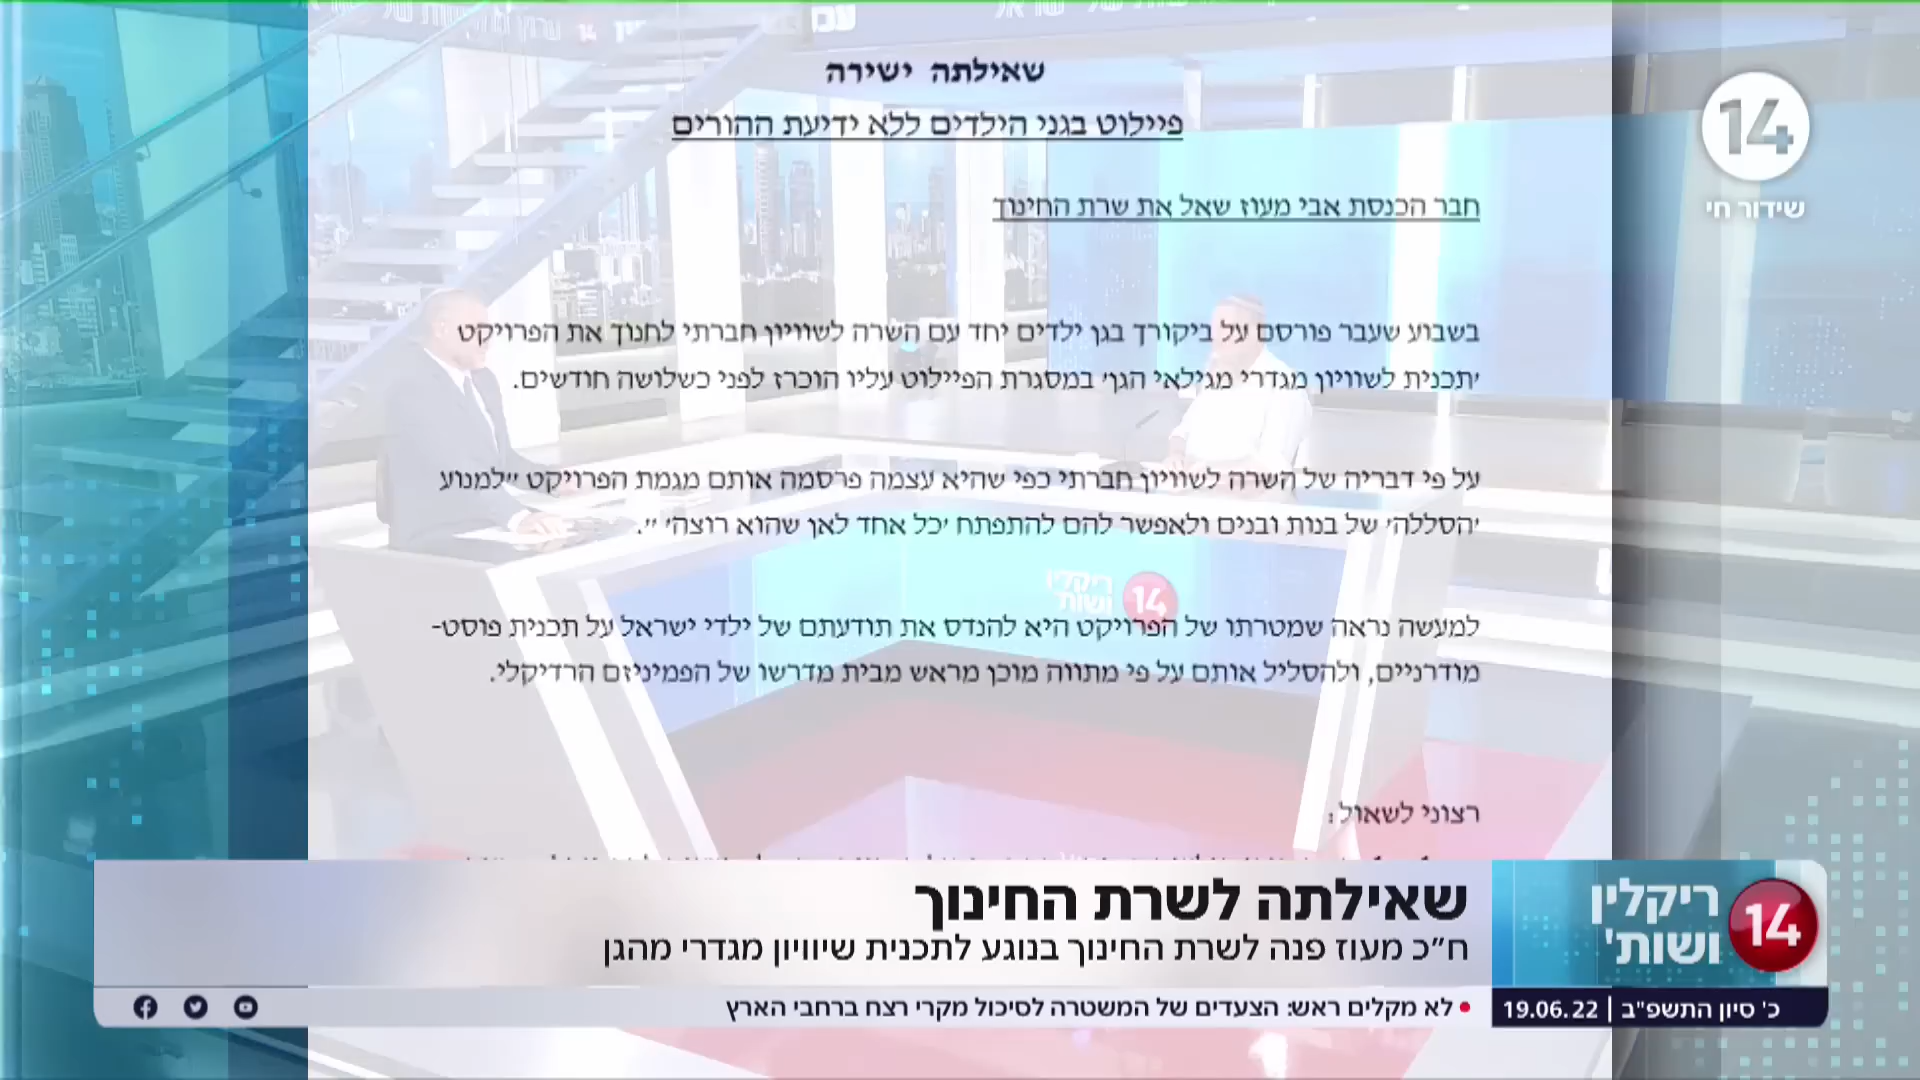 שאילתה ישירה
פיילוט בגני הילדים ללא ידיעת ההורים
חבר הכנסת אבי מעוז שאל את שרת החינוך
בשבוע שעבר פורסם על ביקורך בגן ילדים יחד עם השרה לשוויון חברתי לחנוך את הפרויקט
'תכנית לשוויון מגדרי מגילאי הגן' במסגרת הפיילוט עליו הוכרז לפני כשלושה חודשים.
על פי דבריה של השרה לשוויון חברתי כפי שהיא עצמה פרסמה אותם מגמת הפרויקט "למנוע
'הסללה' של בנות ובנים ולאפשר להם להתפתח 'כל אחד לאן שהוא רוצה' ".
למעשה נראה שמטרתו של הפרויקט היא להנדס את תודעתם של ילדי ישראל על תכנית פוסט-
מודרניים, ולהסליל אותם על פי מתווה מוכן מראש מבית מדרשו של הפמיניזם הרדיקלי.
רצוני לשאול:
14
שידור חי
ריקלין
ושות'
14
שאילתה לשרת החינוך
ח"כ מעוז פנה לשרת החינוך בנוגע לתכנית שיוויון מגדרי מהגן
ריקלין
ושות'
14
כ' סיון התשפ"ב | 19.06.22
• לא מקלים ראש: הצעדים של המשטרה לסיכול מקרי רצח ברחבי הארץ